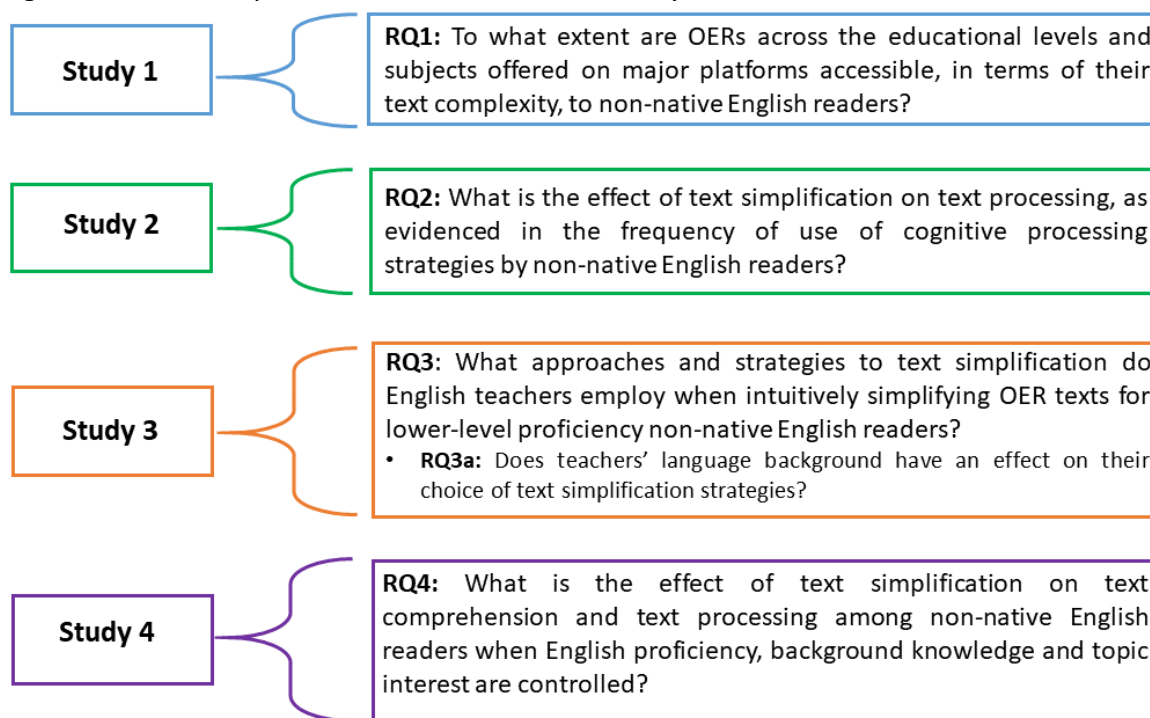 Study 1
RQ1: To what extent are OERs across the educational levels and
subjects offered on major platforms accessible, in terms of their
text complexity, to non-native English readers?
Study 2
RQ2: What is the effect of text simplification on text processing, as
evidenced in the frequency of use of cognitive processing
strategies by non-native English readers?
Study 3
RQ3: What approaches and strategies to text simplification do
English teachers employ when intuitively simplifying OER texts for
lower-level proficiency non-native English readers?
• RQ3a: Does teachers' language background have an effect on their
choice of text simplification strategies?
Study 4
RQ4: What is the effect of text simplification on text
comprehension and text processing among non-native English
readers when English proficiency, background knowledge and topic
interest are controlled?